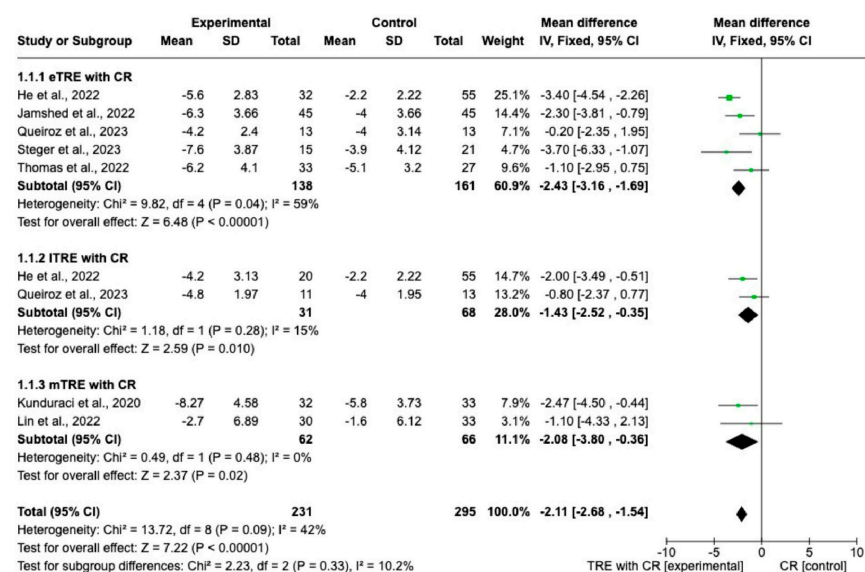 Experimental Control Mean difference Mean difference
Study or Subgroup Mean SD Total Mean SD Total Weight IV, Fixed, 95% CI IV, Fixed, 95% CI
1.1.1 eTRE with CR
He et al., 2022 -5.6 2.83 32 -2.2 2.22 55 25.1% -3.40 [-4.54 , -2.26]
Jamshed et al., 2022 -6.3 3.66 45 -4 3.66 45 14.4% -2.30 [-3.81 , -0.79]
Queiroz et al., 2023 -4.2 2.4 13 -4 3.14 13 7.1% -0.20 [-2.35 , 1.95]
Steger et al., 2023 -7.6 3.87 15 -3.9 4.12 21 4.7% -3.70 [-6.33 , -1.07]
Thomas et al., 2022 -6.2 4.1 33 -5.1 3.2 27 9.6% -1.10 [-2.95 , 0.75]
Subtotal (95% CI) 138 161 60.9% -2.43 [-3.16 , -1.69]
Heterogeneity: Chi² = 9.82, df = 4 (P = 0.04); I² = 59%
Test for overall effect: Z = 6.48 (P < 0.00001)
1.1.2 lTRE with CR
He et al., 2022 -4.2 3.13 20 -2.2 2.22 55 14.7% -2.00 [-3.49 , -0.51]
Queiroz et al., 2023 -4.8 1.97 11 -4 1.95 13 13.2% -0.80 [-2.37 , 0.77]
Subtotal (95% CI) 31 68 28.0% -1.43 [-2.52 , -0.35]
Heterogeneity: Chi² = 1.18, df = 1 (P = 0.28); I² = 15%
Test for overall effect: Z = 2.59 (P = 0.010)
1.1.3 mTRE with CR
Kunduraci et al., 2020 -8.27 4.58 32 -5.8 3.73 33 7.9% -2.47 [-4.50 , -0.44]
Lin et al., 2022 -2.7 6.89 30 -1.6 6.12 33 3.1% -1.10 [-4.33 , 2.13]
Subtotal (95% CI) 62 66 11.1% -2.08 [-3.80 , -0.36]
Heterogeneity: Chi² = 0.49, df = 1 (P = 0.48); I² = 0%
Test for overall effect: Z = 2.37 (P = 0.02)
Total (95% CI) 231 295 100.0% -2.11 [-2.68 , -1.54]
Heterogeneity: Chi² = 13.72, df = 8 (P = 0.09); I² = 42%
Test for overall effect: Z = 7.22 (P < 0.00001)
-10 -5 0 5 10
Test for subgroup differences: Chi² = 2.23, df = 2 (P = 0.33), I² = 10.2%
TRE with CR [experimental] CR [control]